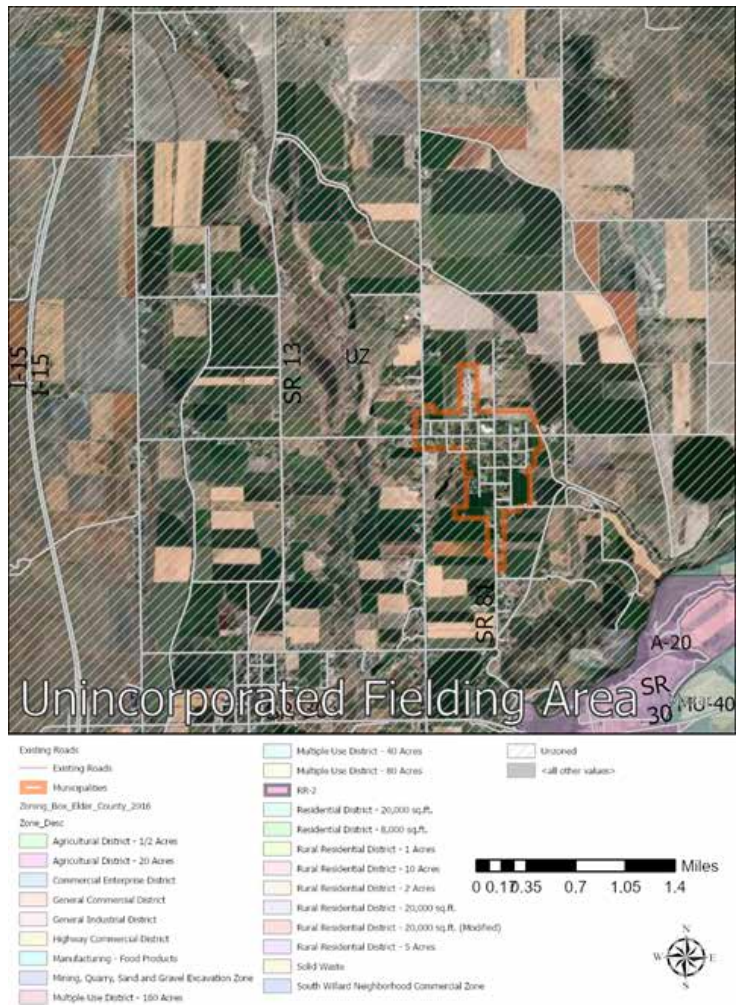 I-15
I-15
SR 13
UZ
SR 81
A-20
Unincorporated Fielding Area
SR
30
MU-40
Existing Roads
Existing Roads
Municipalities
Zoning_Box_Elder_County_2016
Zone_Desc
Agricultural District - 1/2 Acres
Agricultural District - 20 Acres
Commercial Enterprise District
General Commercial District
General Industrial District
Highway Commercial District
Manufacturing - Food Products
Mining, Quarry, Sand and Gravel Excavation Zone
Multiple Use District - 160 Acres
Multiple Use District - 40 Acres
Multiple Use District - 80 Acres
RR-2
Residential District - 20,000 sq.ft.
Residential District - 8,000 sq.ft.
Rural Residential District - 1 Acres
Rural Residential District - 10 Acres
Rural Residential District - 2 Acres
Rural Residential District - 20,000 sq.ft.
Rural Residential District - 20,000 sq.ft. (Modified)
Rural Residential District - 5 Acres
Solid Waste
South Willard Neighborhood Commercial Zone
Unzoned
<all other values>
Miles
0 0.17 0.35 0.7 1.05 1.4
N
W E
S